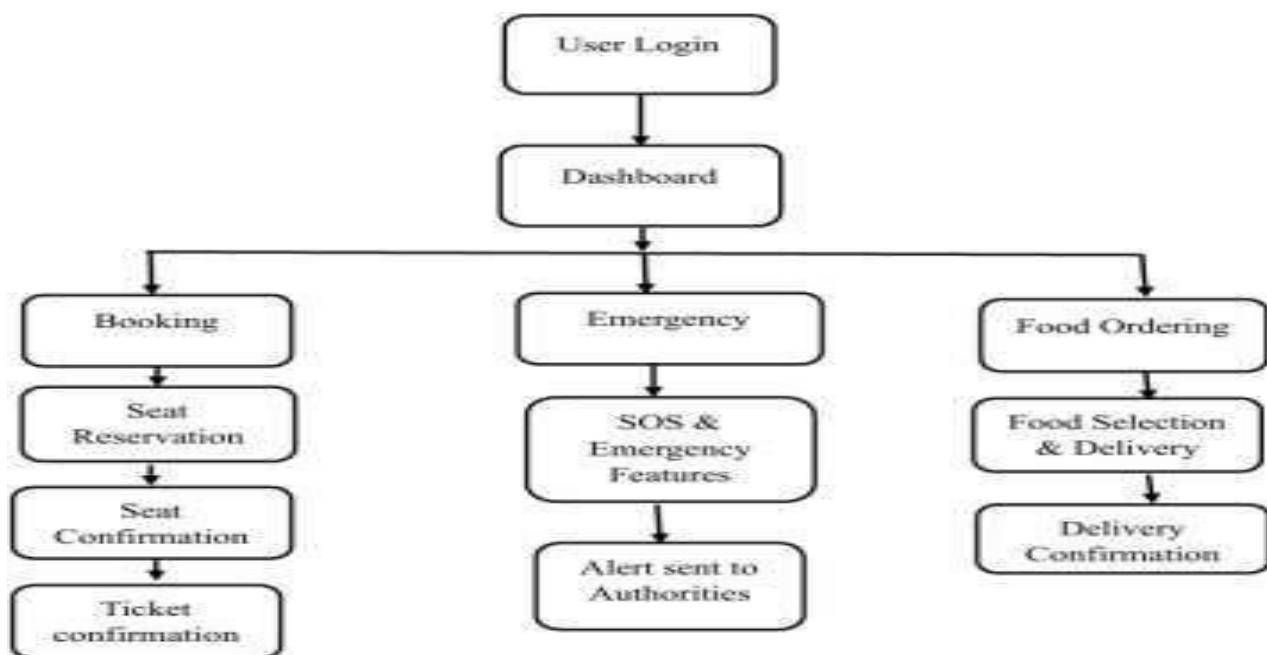 User Login
Dashboard
Booking
Emergency
Food Ordering
Seat
Reservation
SOS &
Emergency
Features
Food Selection
& Delivery
Seat
Confirmation
Alert sent to
Authorities
Delivery
Confirmation
Ticket
confirmation